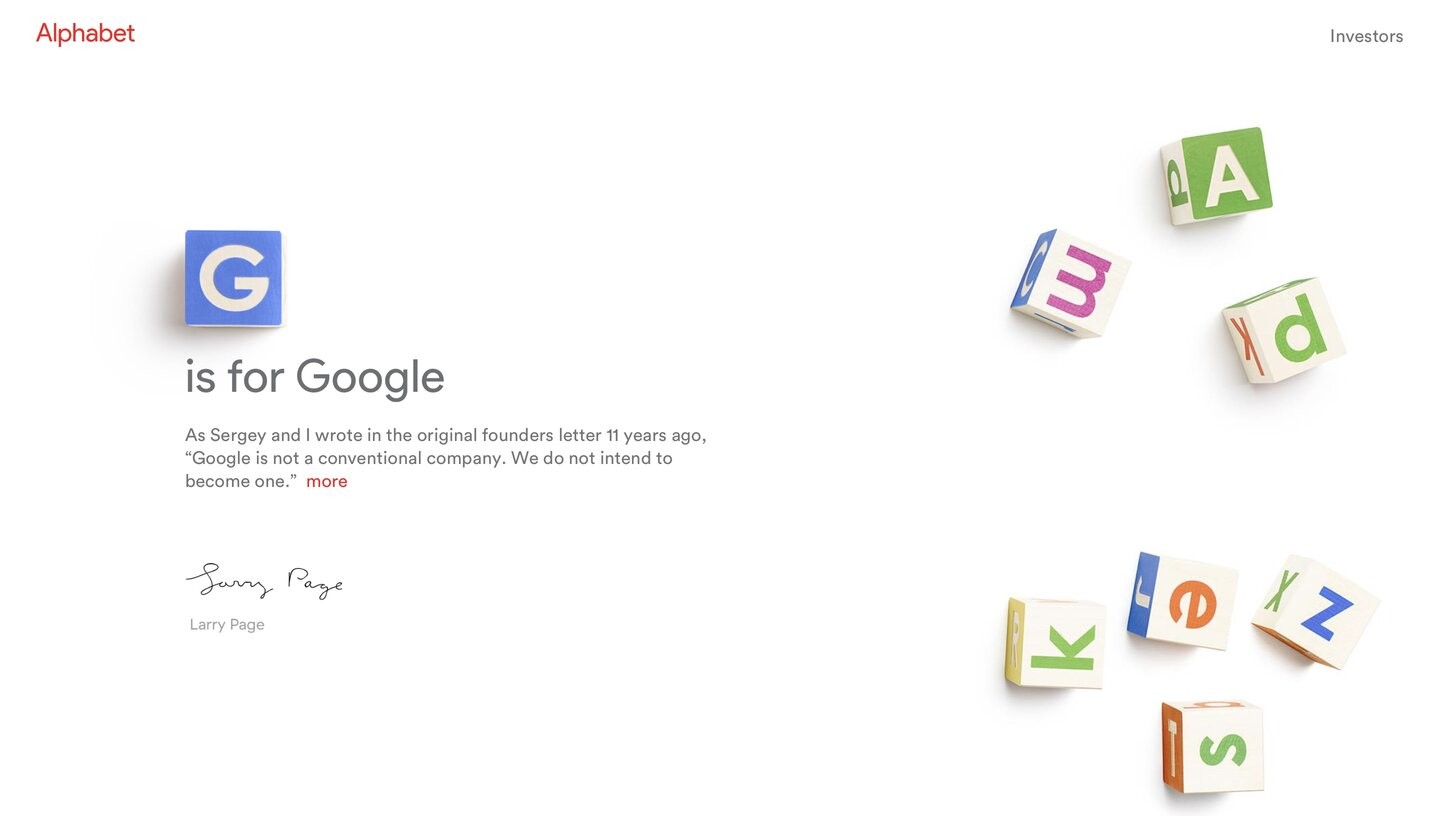 Alphabet
Investors
G
is for Google
As Sergey and I wrote in the original founders letter 11 years ago,
“Google is not a conventional company. We do not intend to
become one.”  more
Larry Page
Larry Page
A
m
C
d
X
k
R
r
e
X
z
T
s